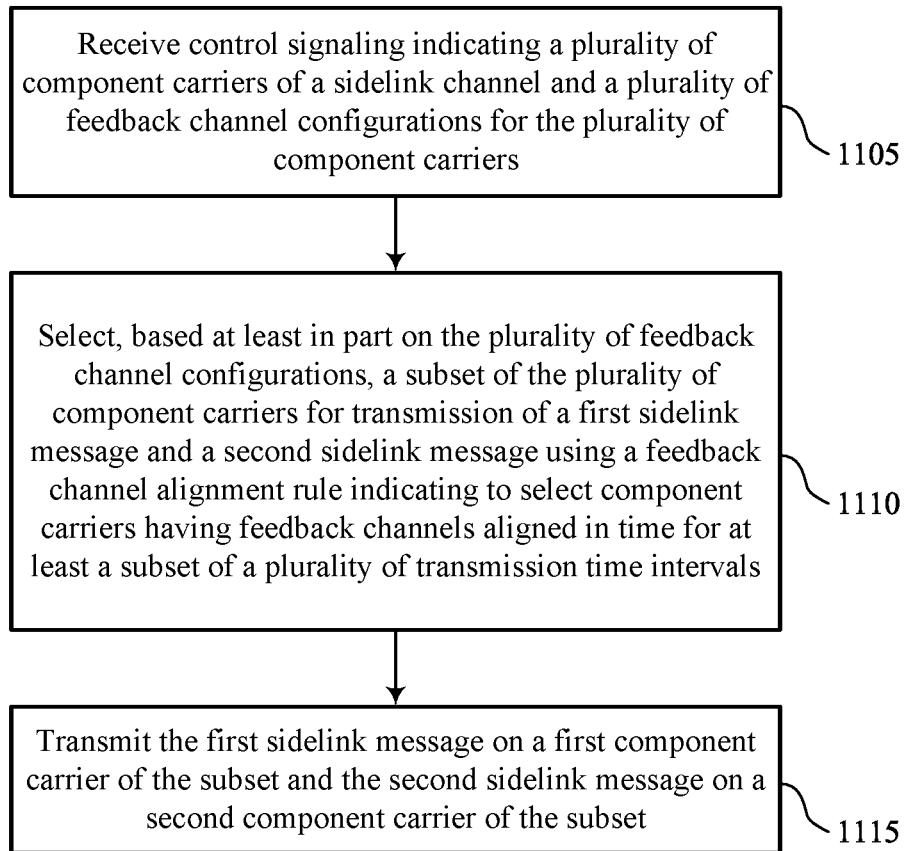 Receive control signaling indicating a plurality of
component carriers of a sidelink channel and a plurality of
feedback channel configurations for the plurality of
component carriers
1105
Select, based at least in part on the plurality of feedback
channel configurations, a subset of the plurality of
component carriers for transmission of a first sidelink
message and a second sidelink message using a feedback
channel alignment rule indicating to select component
carriers having feedback channels aligned in time for at
least a subset of a plurality of transmission time intervals
1110
Transmit the first sidelink message on a first component
carrier of the subset and the second sidelink message on a
second component carrier of the subset
1115